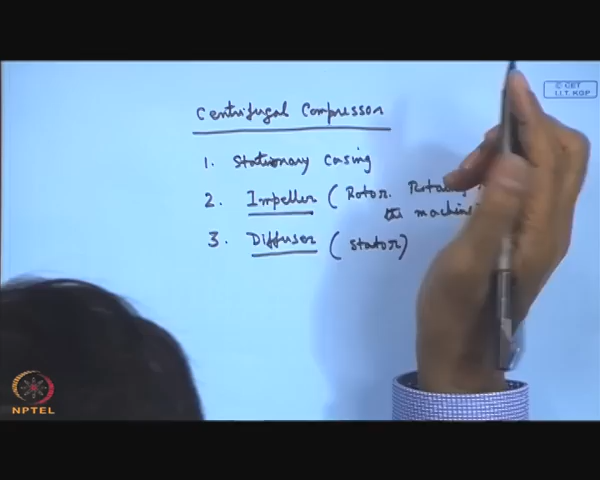 © CET
I.I.T. KGP
Centrifugal Compressor
1. Stationary casing
2. Impeller (Rotor. Rotating
the machine
3. Diffuser (stator)
NPTEL